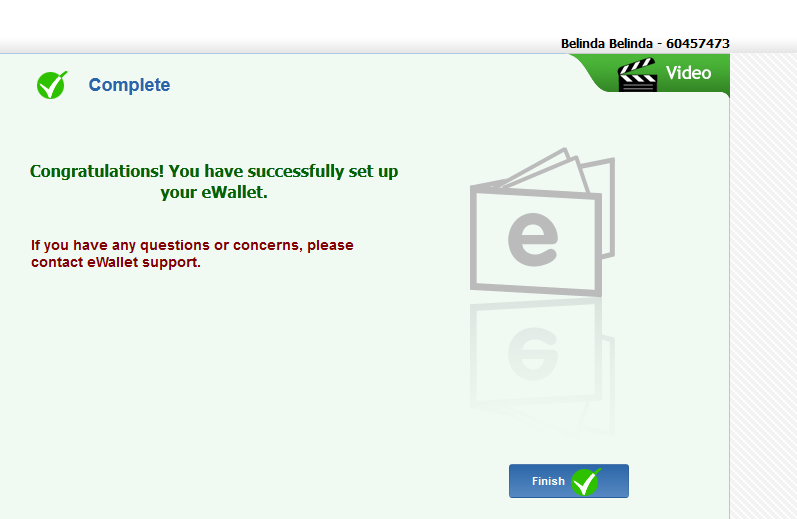 Belinda Belinda - 60457473
Video
Complete
Congratulations! You have successfully set up
your eWallet.
If you have any questions or concerns, please
contact eWallet support.
e
Finish